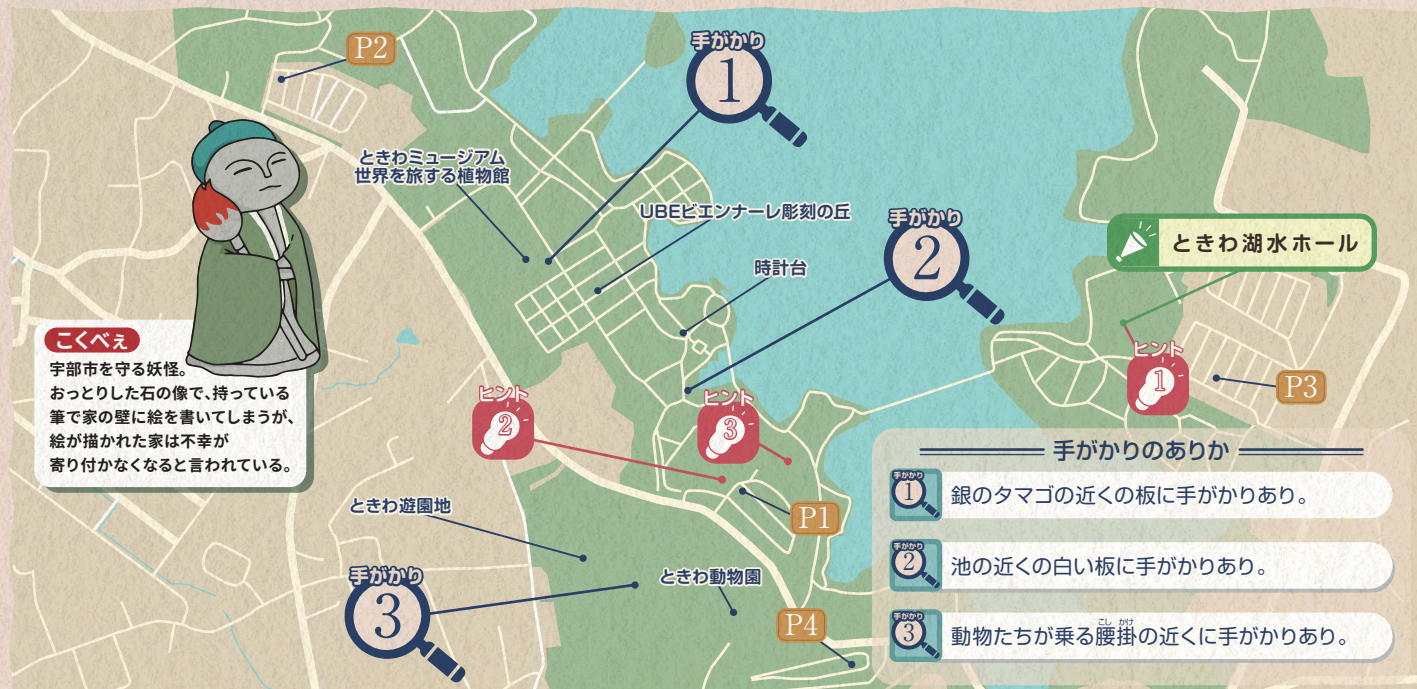 P2
手がかり
1
ときわミュージアム
世界を旅する植物館
UBEビエンナーレ彫刻の丘
手がかり
2
時計台
ときわ湖水ホール
こくべぇ
宇部市を守る妖怪。
おっとりした石の像で、持っている
筆で家の壁に絵を書いてしまうが、
絵が描かれた家は不幸が
寄り付かなくなると言われている。
ヒント
1
P3
ヒント
2
ヒント
3
ときわ遊園地
P1
手がかり
3
ときわ動物園
P4
手がかりのありか
手がかり
1
銀のタマゴの近くの板に手がかりあり。
手がかり
2
池の近くの白い板に手がかりあり。
手がかり
3
こし かけ
動物たちが乗る腰掛の近くに手がかりあり。